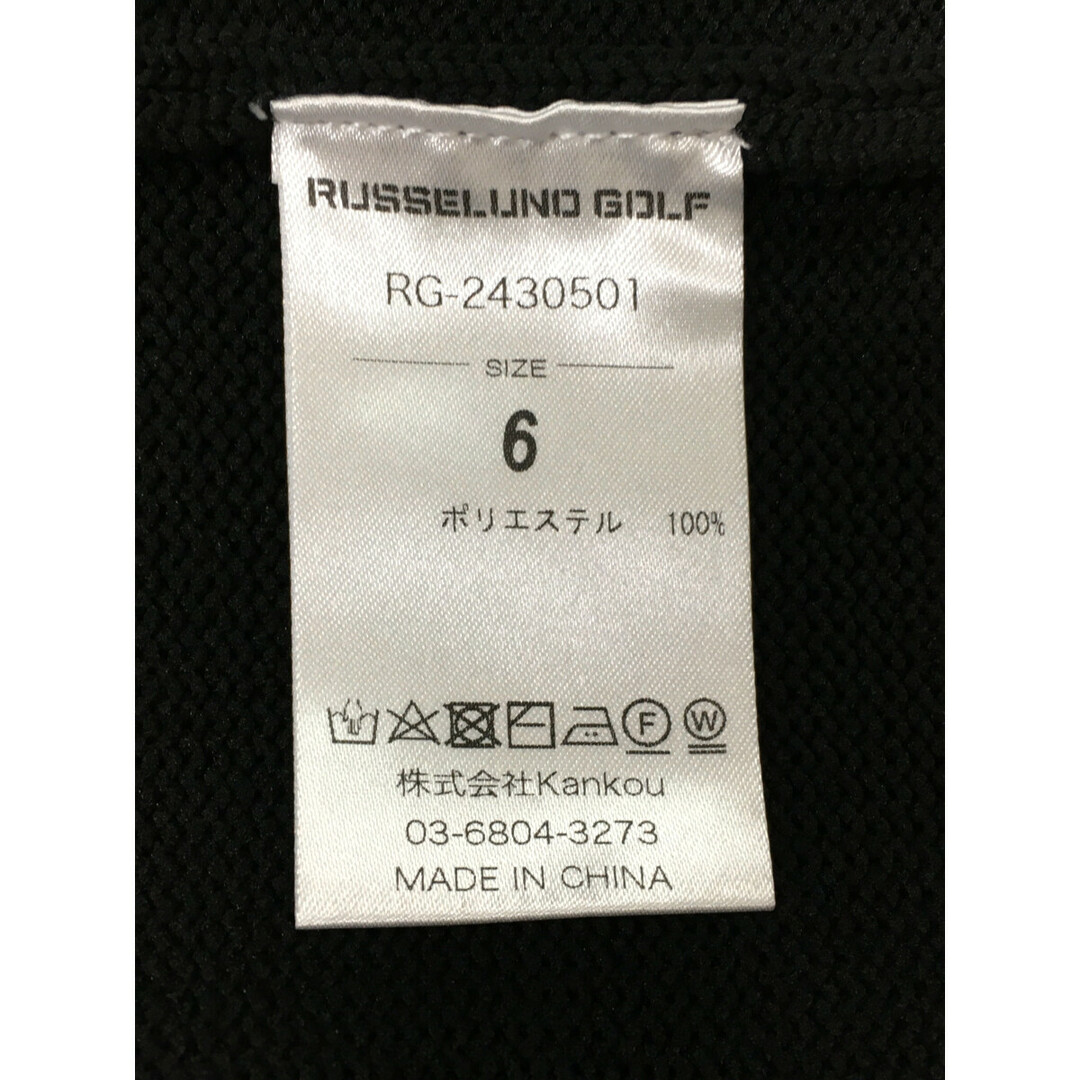 RUSSELUNO GOLF
RG-2430501
SIZE
6
ポリエステル 100%
F W
株式会社Kankou
03-6804-3273
MADE IN CHINA